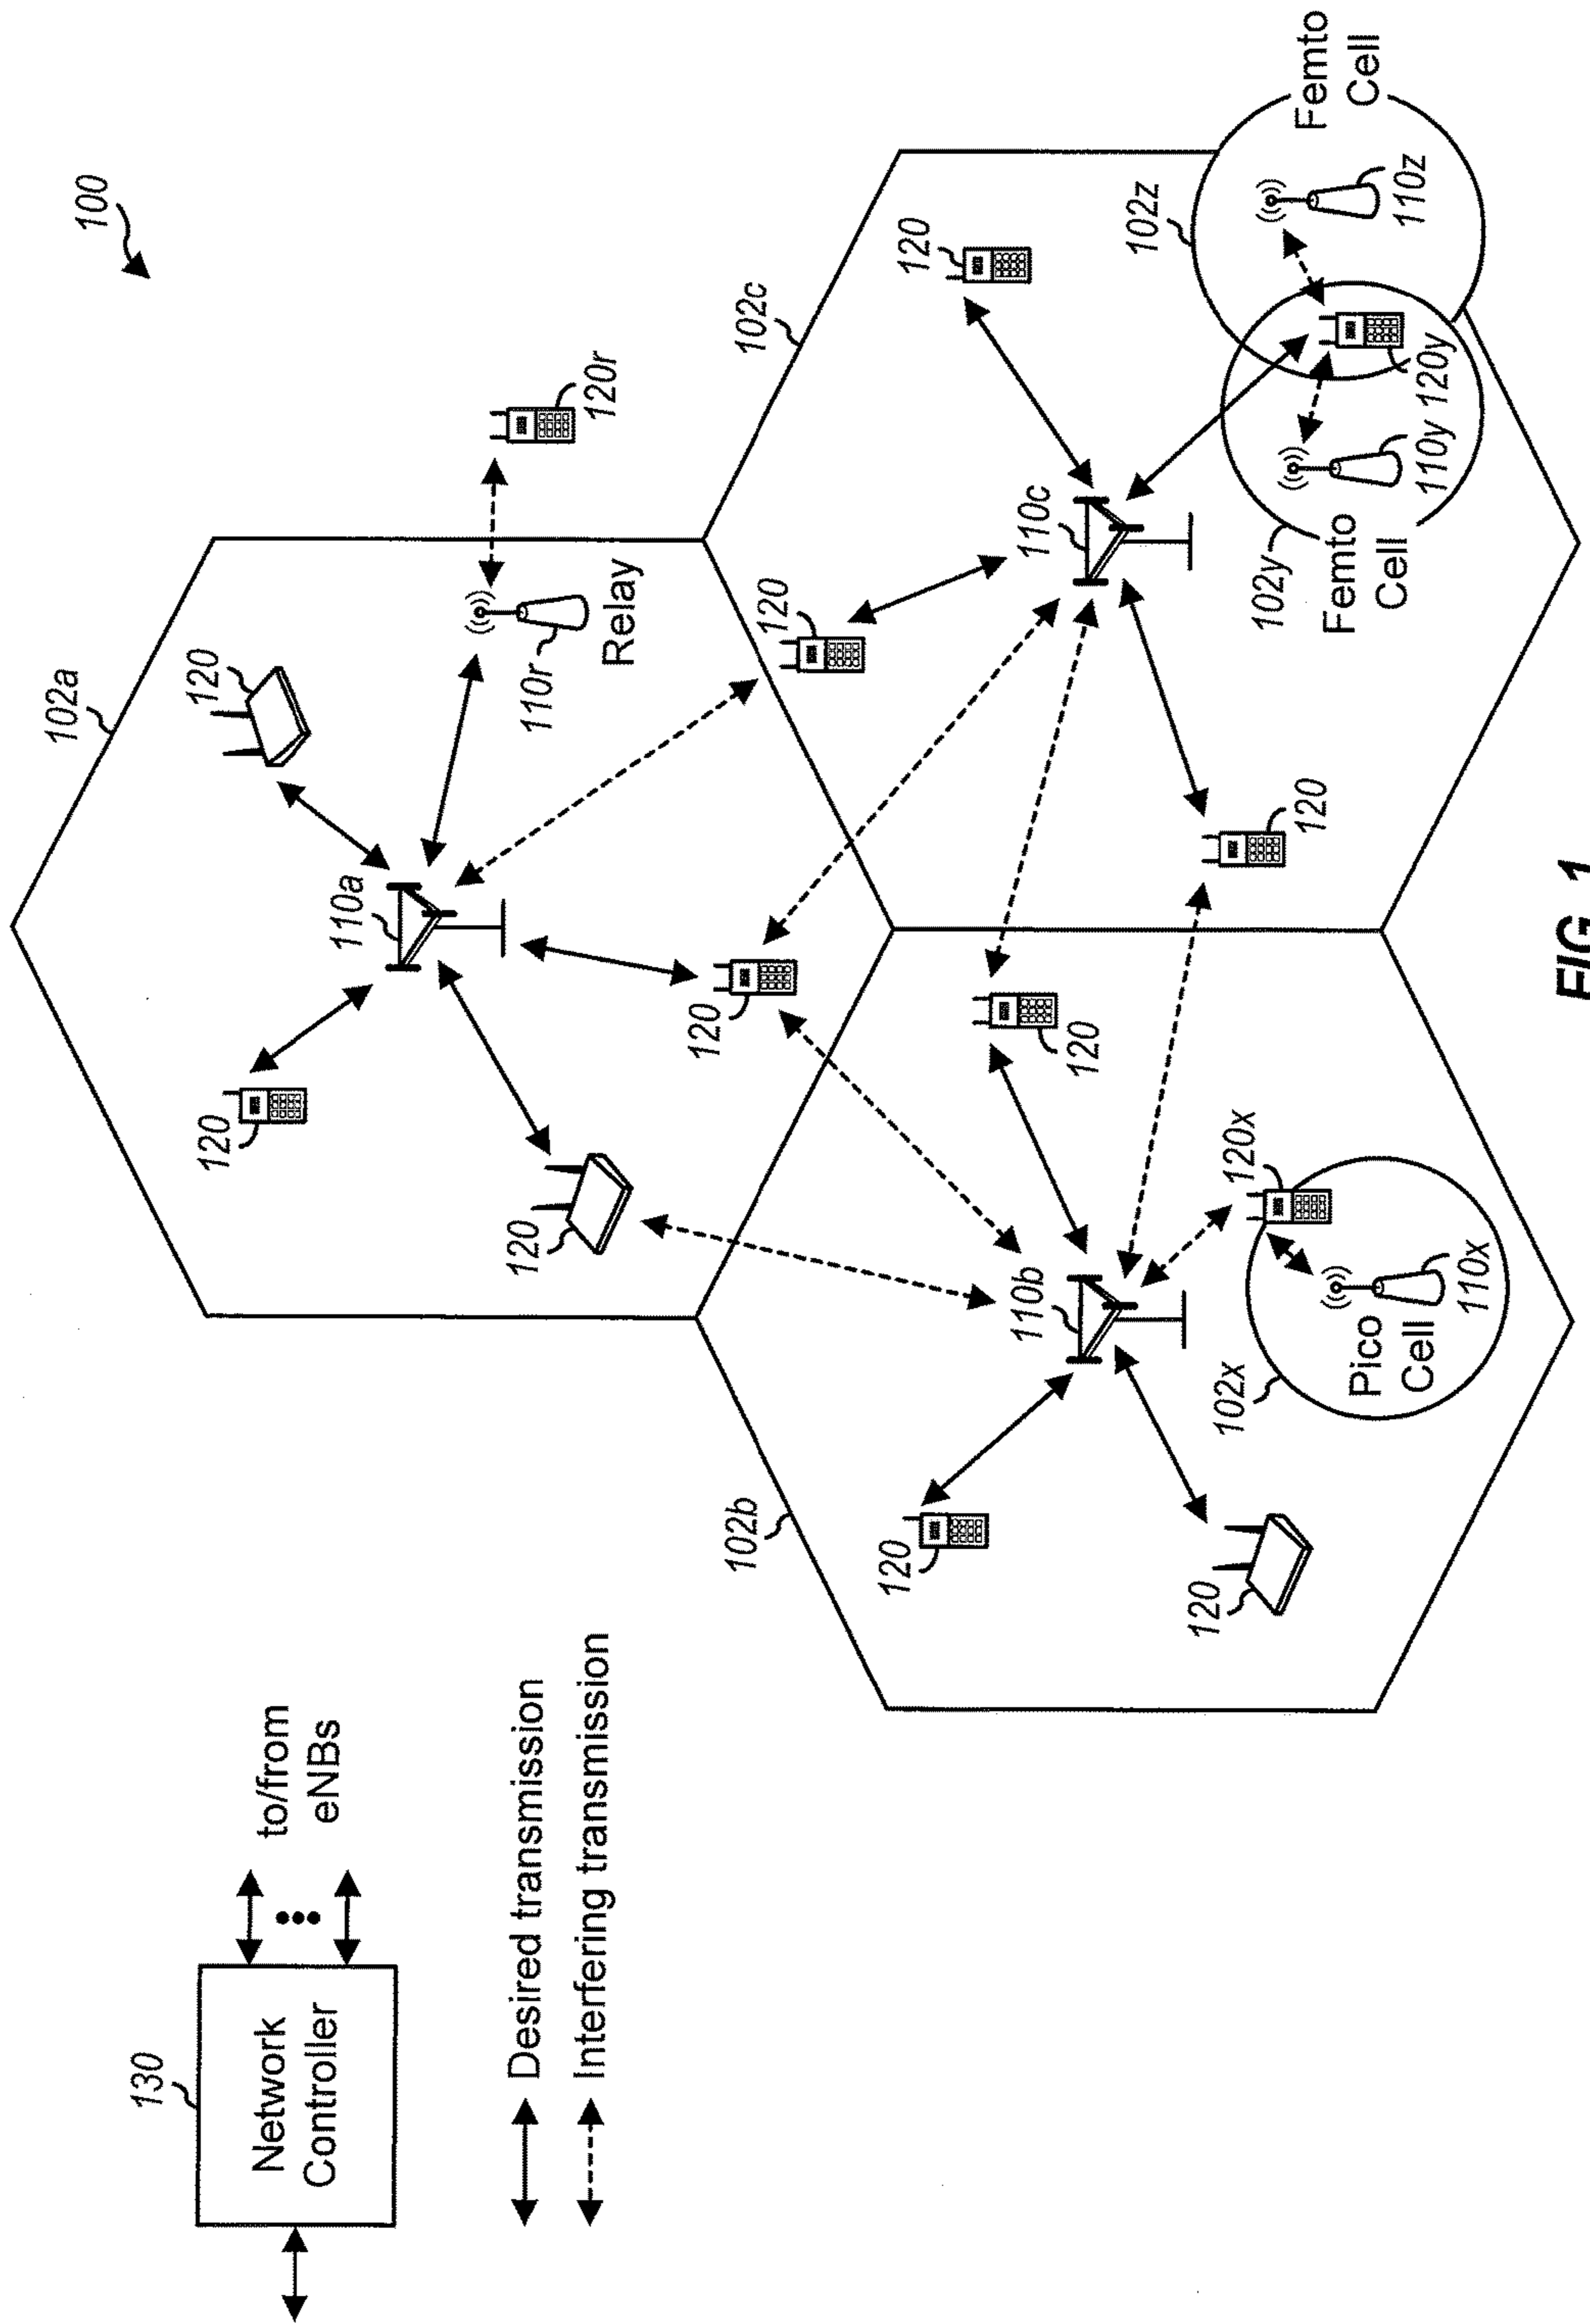 100
130
Network
Controller
to/from
eNBs
Desired transmission
Interfering transmission
102a
120
120
110a
120
120
110r
Relay
120r
102b
120
120
110b
120
102x
Pico
Cell
110x
120x
102c
120
120
110c
120
102y
Femto
Cell
110y
120y
102z
110z
Femto
Cell
FIG. 1